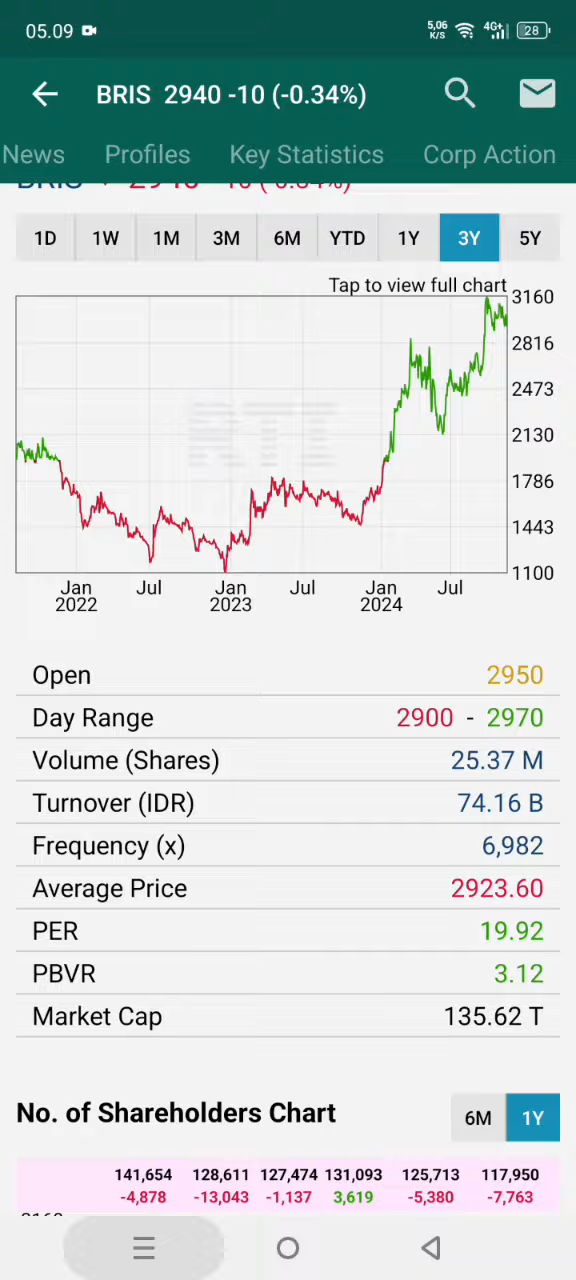 05.09
5,06
K/S
4G+
28
BRIS 2940 -10 (-0.34%)
News Profiles Key Statistics Corp Action
1D 1W 1M 3M 6M YTD 1Y 3Y 5Y
Tap to view full chart
3160
2816
2473
2130
1786
1443
1100
RTI
Jan Jul Jan Jul Jan Jul
2022 2023 2024
Open 2950
Day Range 2900 - 2970
Volume (Shares) 25.37 M
Turnover (IDR) 74.16 B
Frequency (x) 6,982
Average Price 2923.60
PER 19.92
PBVR 3.12
Market Cap 135.62 T
No. of Shareholders Chart 6M 1Y
141,654 128,611 127,474 131,093 125,713 117,950
-4,878 -13,043 -1,137 3,619 -5,380 -7,763